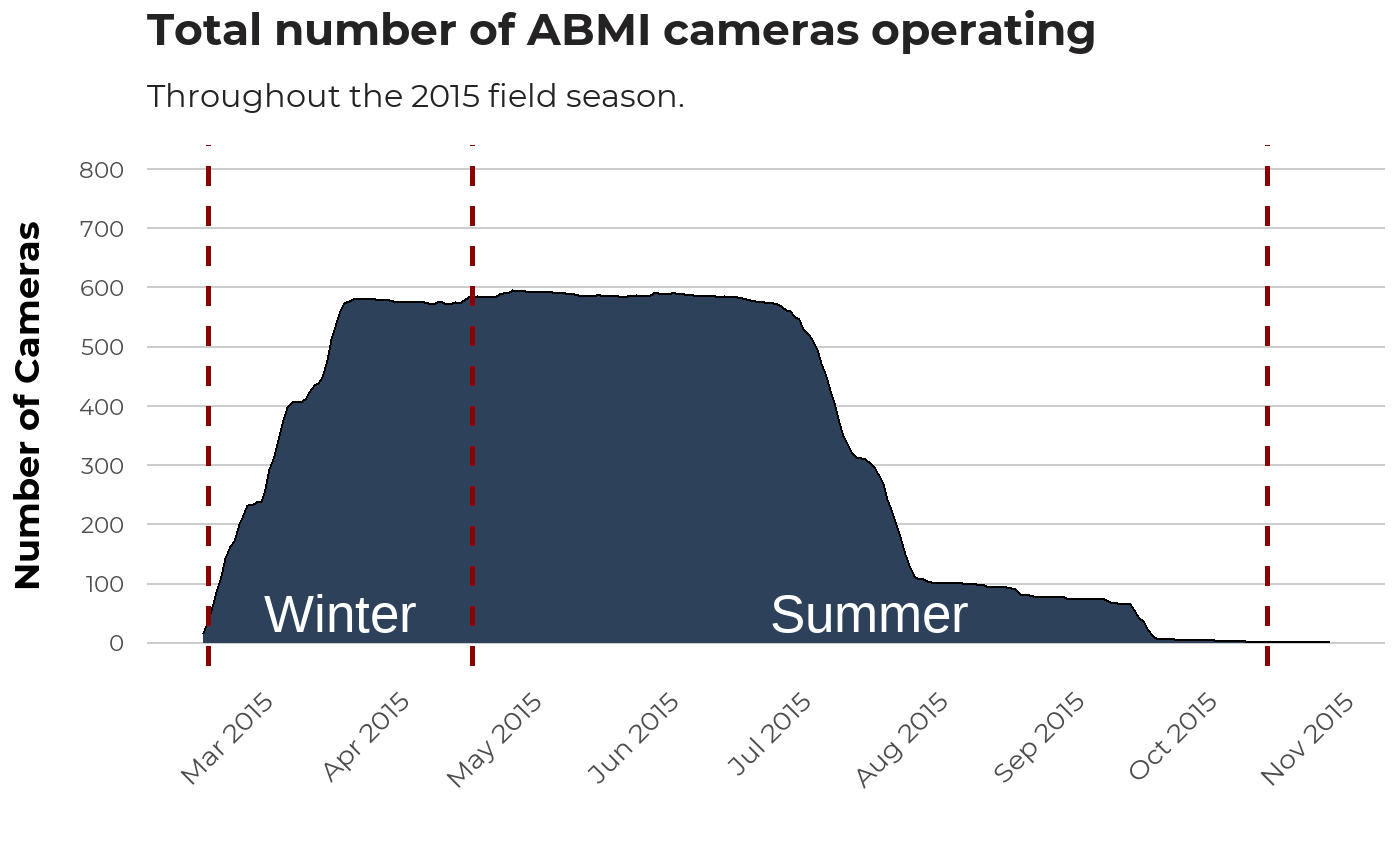 Total number of ABMI cameras operating
Throughout the 2015 field season.
Number of Cameras
800
700
600
500
400
300
200
100
0
Winter
Summer
Mar 2015
Apr 2015
May 2015
Jun 2015
Jul 2015
Aug 2015
Sep 2015
Oct 2015
Nov 2015